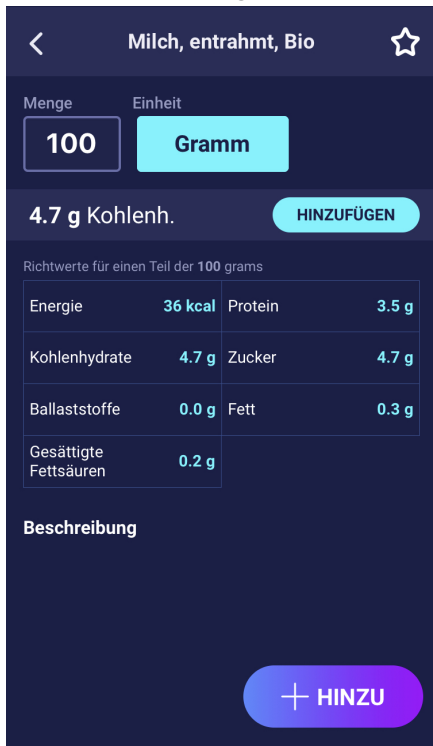 Milch, entrahmt, Bio
Menge Einheit
100 Gramm
4.7 g Kohlenh. HINZUFÜGEN
Richtwerte für einen Teil der 100 grams
Energie 36 kcal Protein 3.5 g
Kohlenhydrate 4.7 g Zucker 4.7 g
Ballaststoffe 0.0 g Fett 0.3 g
Gesättigte
Fettsäuren 0.2 g
Beschreibung
+ HINZU